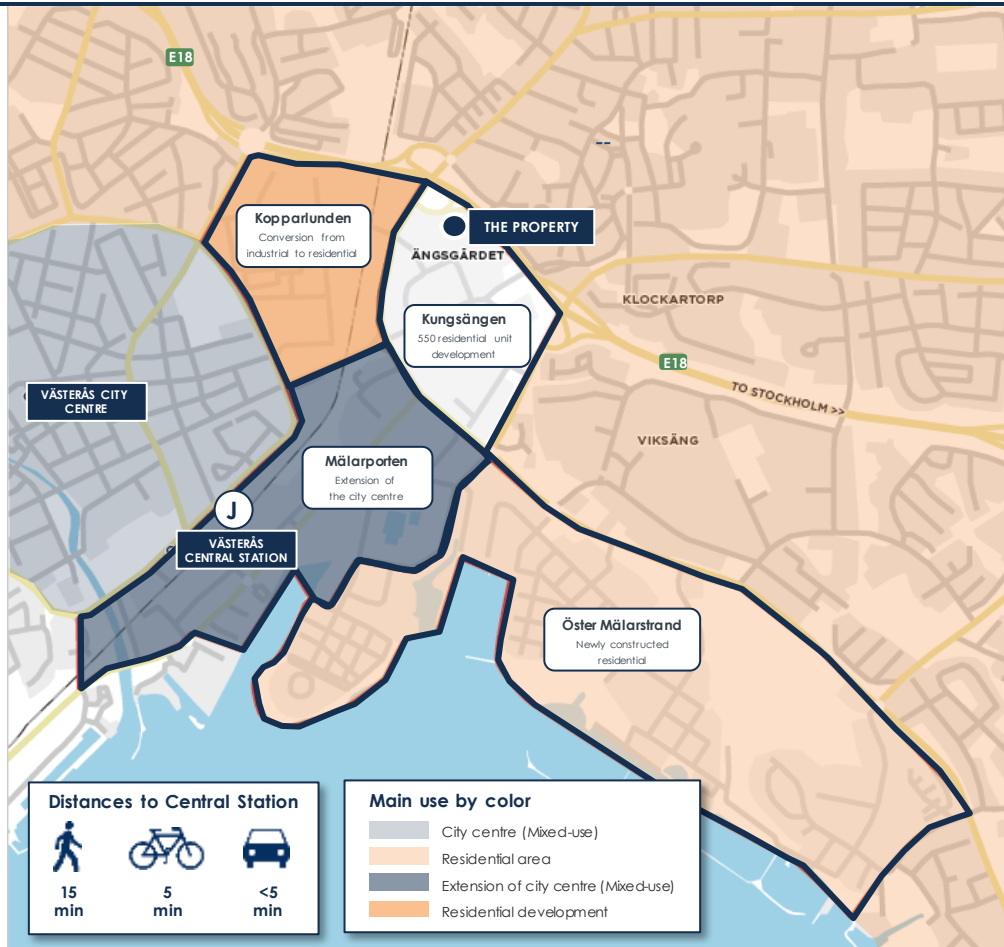 E18
--
Kopparlunden
Conversion from
industrial to residential
THE PROPERTY
ÄNGSGÄRDET
KLOCKARTORP
Kungsängen
550 residential unit
development
E18
TO STOCKHOLM >>
VÄSTERÅS CITY
CENTRE
VIKSÄNG
Mälarporten
Extension of
the city centre
J
VÄSTERÅS
CENTRAL STATION
Öster Mälarstrand
Newly constructed
residential
Distances to Central Station
15
min
5
min
<5
min
Main use by color
City centre (Mixed-use)
Residential area
Extension of city centre (Mixed-use)
Residential development